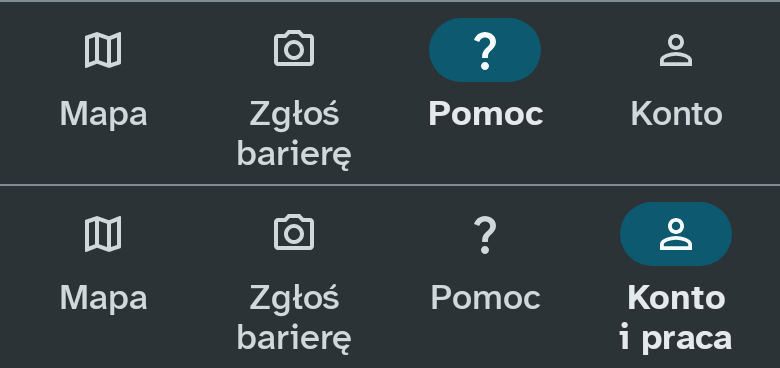 Mapa
Zgłoś
barierę
Pomoc
Konto
Mapa
Zgłoś
barierę
Pomoc
Konto
i praca